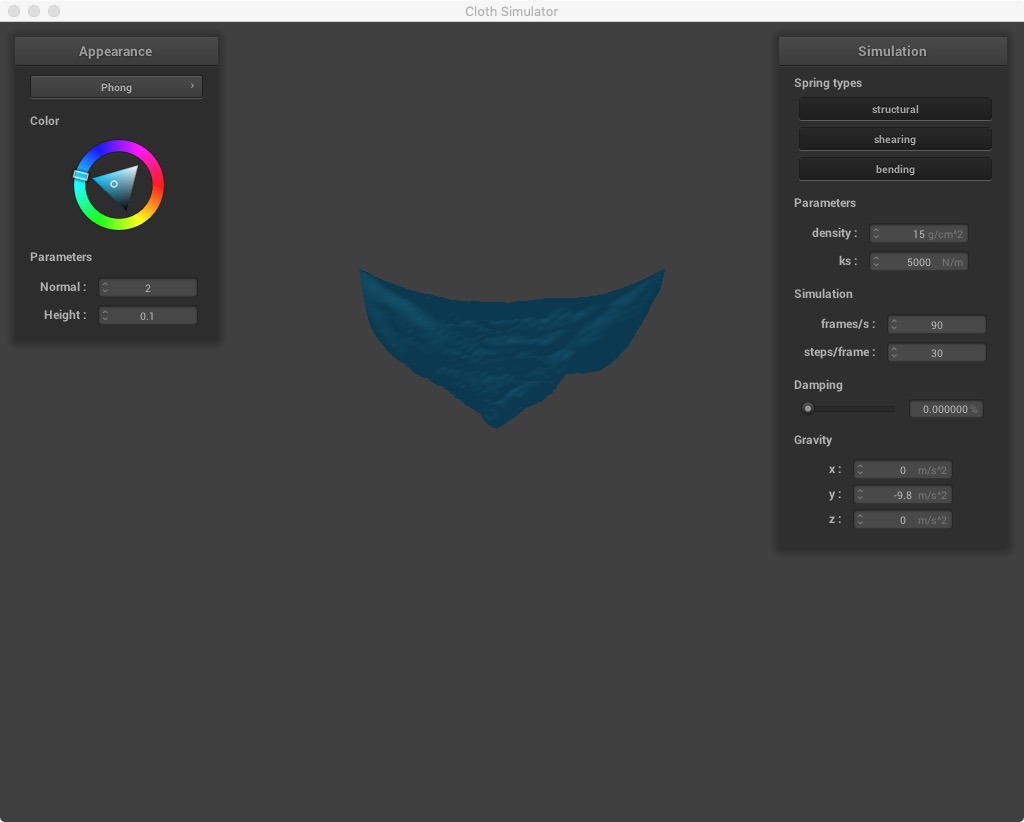 Cloth Simulator
Appearance
Phong
Color
Parameters
Normal : 2
Height : 0.1
Simulation
Spring types
structural
shearing
bending
Parameters
density : 15 g/cm^2
ks : 5000 N/m
Simulation
frames/s : 90
steps/frame : 30
Damping
0.000000 %
Gravity
x : 0 m/s^2
y : -9.8 m/s^2
z : 0 m/s^2